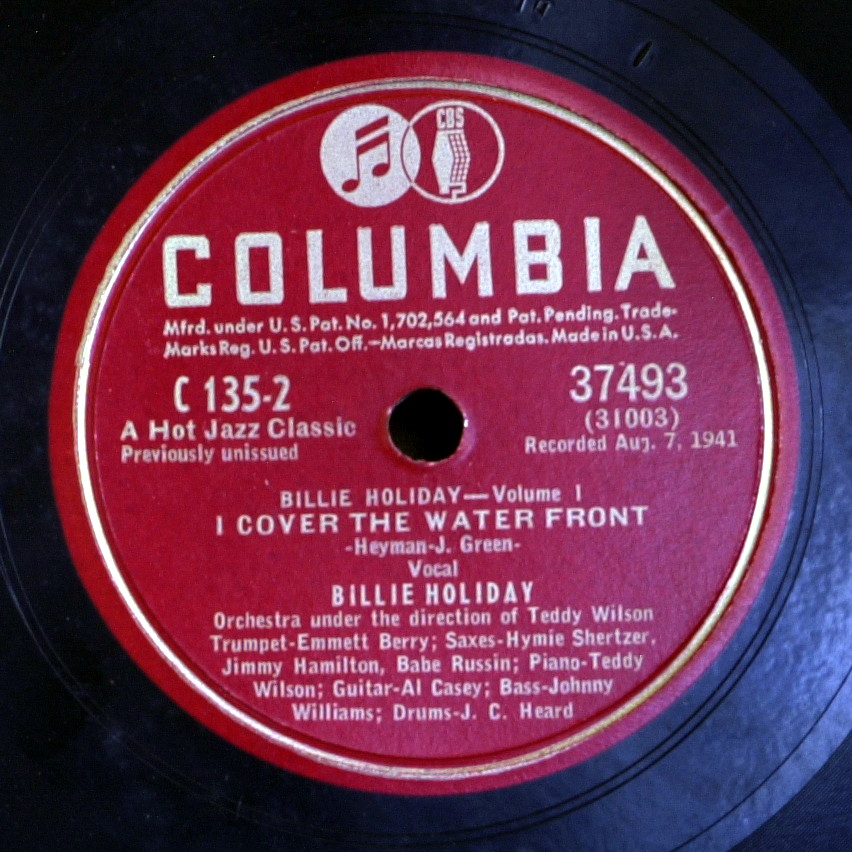 CBS
COLUMBIA
Mfrd. under U.S. Pat. No. 1,702,564 and Pat. Pending. Trade-
Marks Reg. U.S. Pat. Off.—Marcas Registradas. Made in U.S.A.
C 135-2
A Hot Jazz Classic
Previously unissued
37493
(31003)
Recorded Aug. 7, 1941
BILLIE HOLIDAY—Volume 1
I COVER THE WATER FRONT
-Heyman-J. Green-
Vocal
BILLIE HOLIDAY
Orchestra under the direction of Teddy Wilson
Trumpet-Emmett Berry; Saxes-Hymie Shertzer,
Jimmy Hamilton, Babe Russin; Piano-Teddy
Wilson; Guitar-Al Casey; Bass-Johnny
Williams; Drums-J. C. Heard